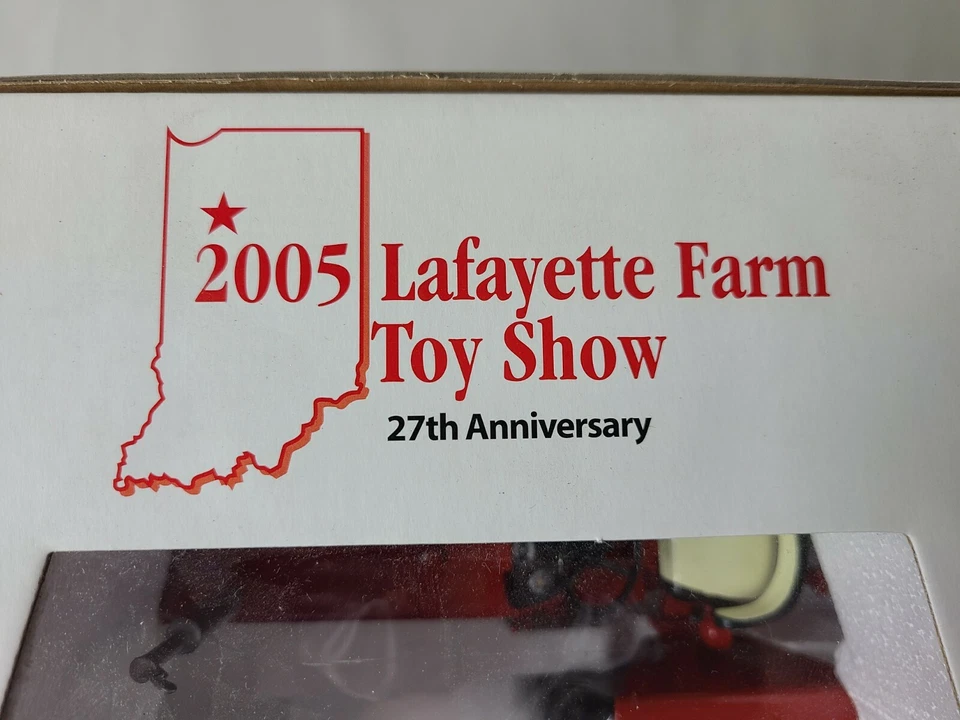 2005 Lafayette Farm
Toy Show
27th Anniversary